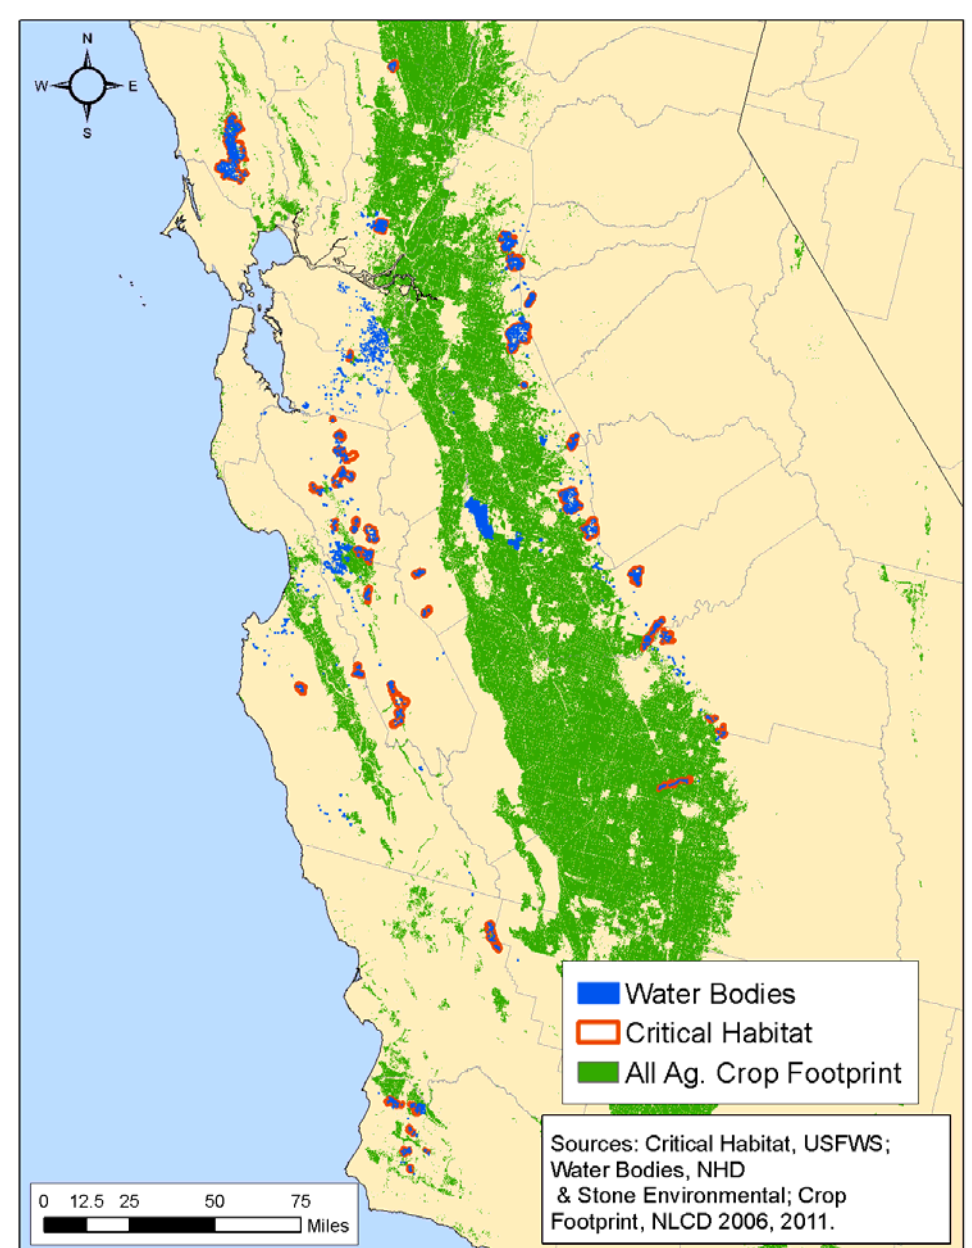 N
W E
S
Water Bodies
Critical Habitat
All Ag. Crop Footprint
Sources: Critical Habitat, USFWS;
Water Bodies, NHD
& Stone Environmental; Crop
Footprint, NLCD 2006, 2011.
0 12.5 25 50 75
Miles